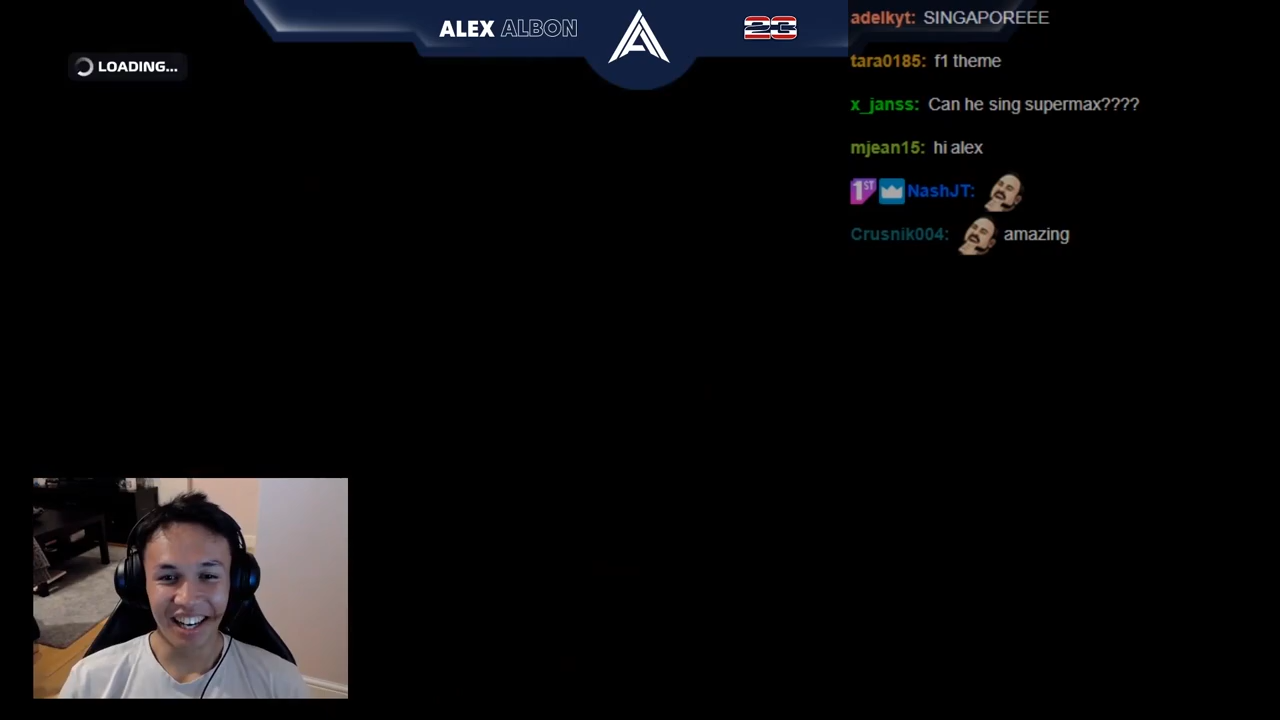 ALEX ALBON
23
LOADING...
adelkyt: SINGAPOREEE
tara0185: f1 theme
x_janss: Can he sing supermax????
mjean15: hi alex
1ST NashJT:
Crusnik004: amazing